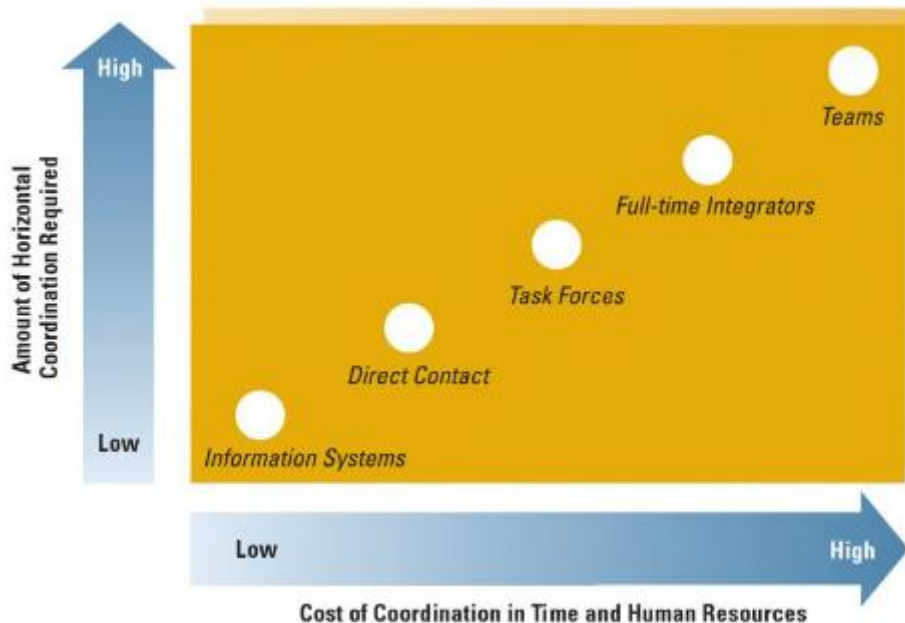 High
Amount of Horizontal
Coordination Required
Low
Teams
Full-time Integrators
Task Forces
Direct Contact
Information Systems
Low
High
Cost of Coordination in Time and Human Resources